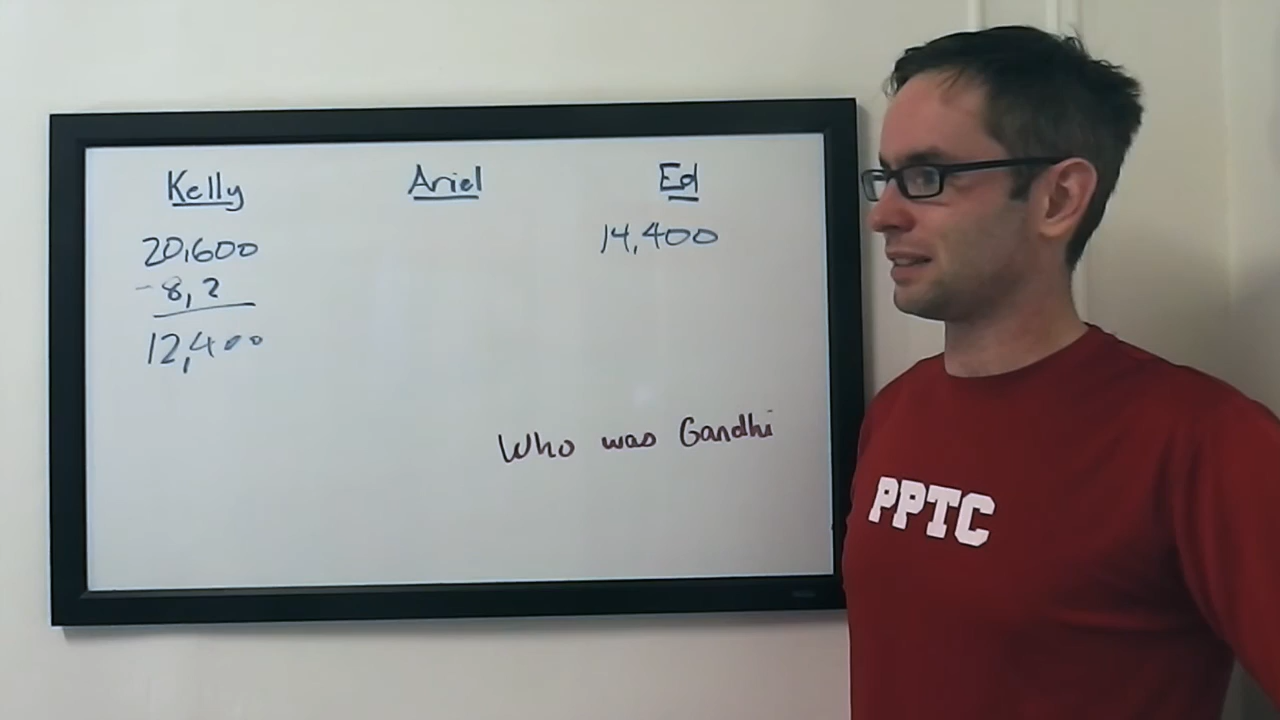 Kelly Ariel Ed
20,600 14,400
- 8,2
12,400
Who was Gandhi
PPTC